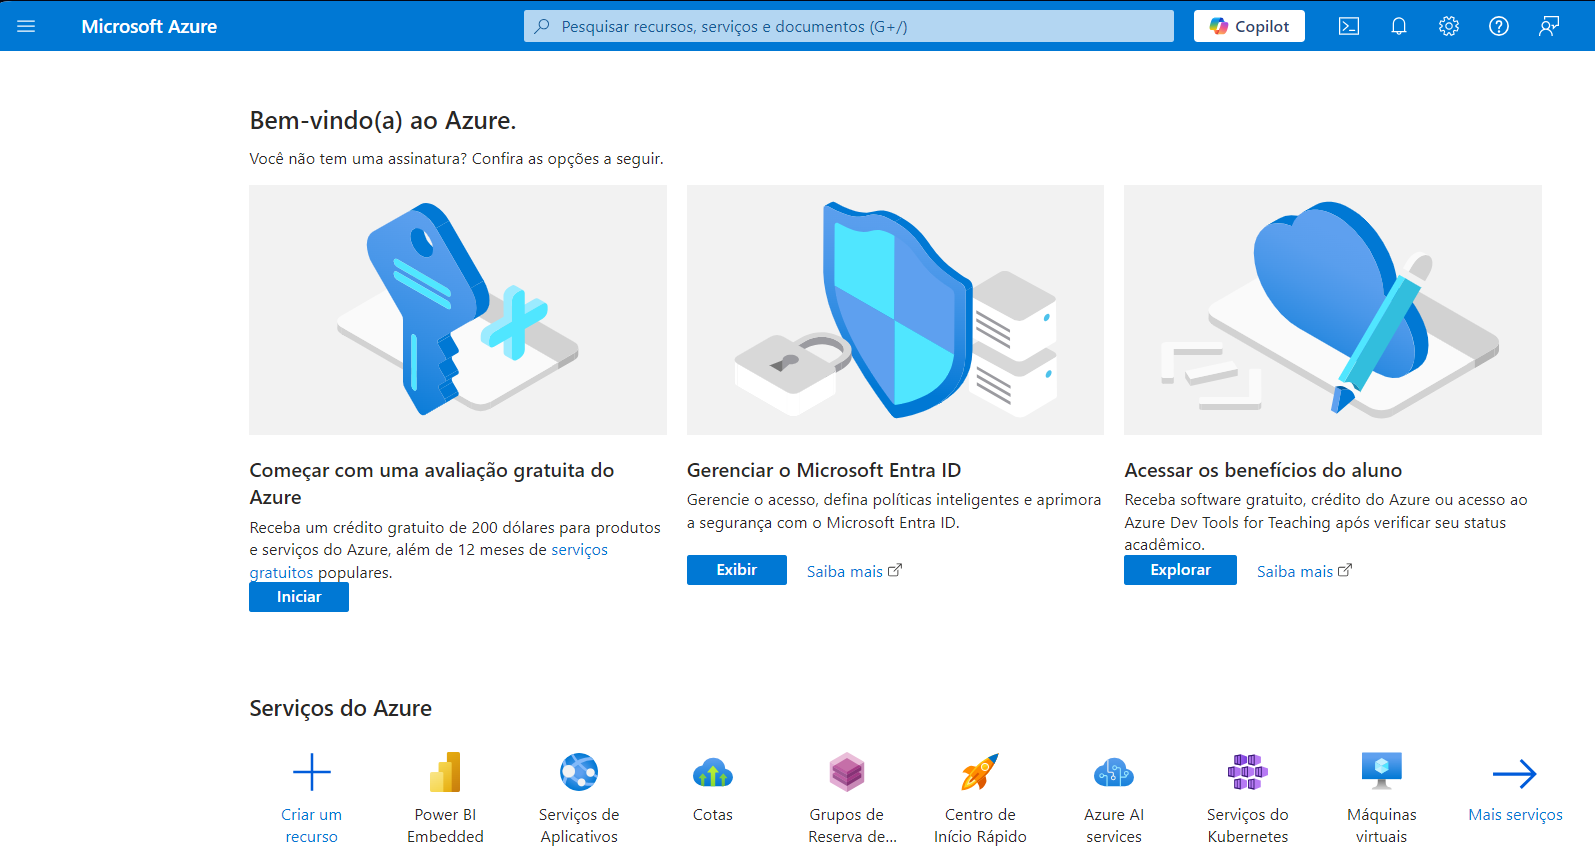 Microsoft Azure
Pesquisar recursos, serviços e documentos (G+/)
Copilot
Bem-vindo(a) ao Azure.
Você não tem uma assinatura? Confira as opções a seguir.
Começar com uma avaliação gratuita do
Azure
Receba um crédito gratuito de 200 dólares para produtos
e serviços do Azure, além de 12 meses de serviços
gratuitos populares.
Iniciar
Gerenciar o Microsoft Entra ID
Gerencie o acesso, defina políticas inteligentes e aprimora
a segurança com o Microsoft Entra ID.
Exibir
Saiba mais
Acessar os benefícios do aluno
Receba software gratuito, crédito do Azure ou acesso ao
Azure Dev Tools for Teaching após verificar seu status
acadêmico.
Explorar
Saiba mais
Serviços do Azure
Criar um
recurso
Power BI
Embedded
Serviços de
Aplicativos
Cotas
Grupos de
Reserva de...
Centro de
Início Rápido
Azure AI
services
Serviços do
Kubernetes
Máquinas
virtuais
Mais serviços